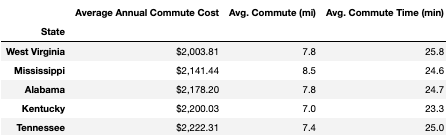 Average Annual Commute Cost Avg. Commute (mi) Avg. Commute Time (min)
State
West Virginia $2,003.81 7.8 25.8
Mississippi $2,141.44 8.5 24.6
Alabama $2,178.20 7.8 24.7
Kentucky $2,200.03 7.0 23.3
Tennessee $2,222.31 7.4 25.0